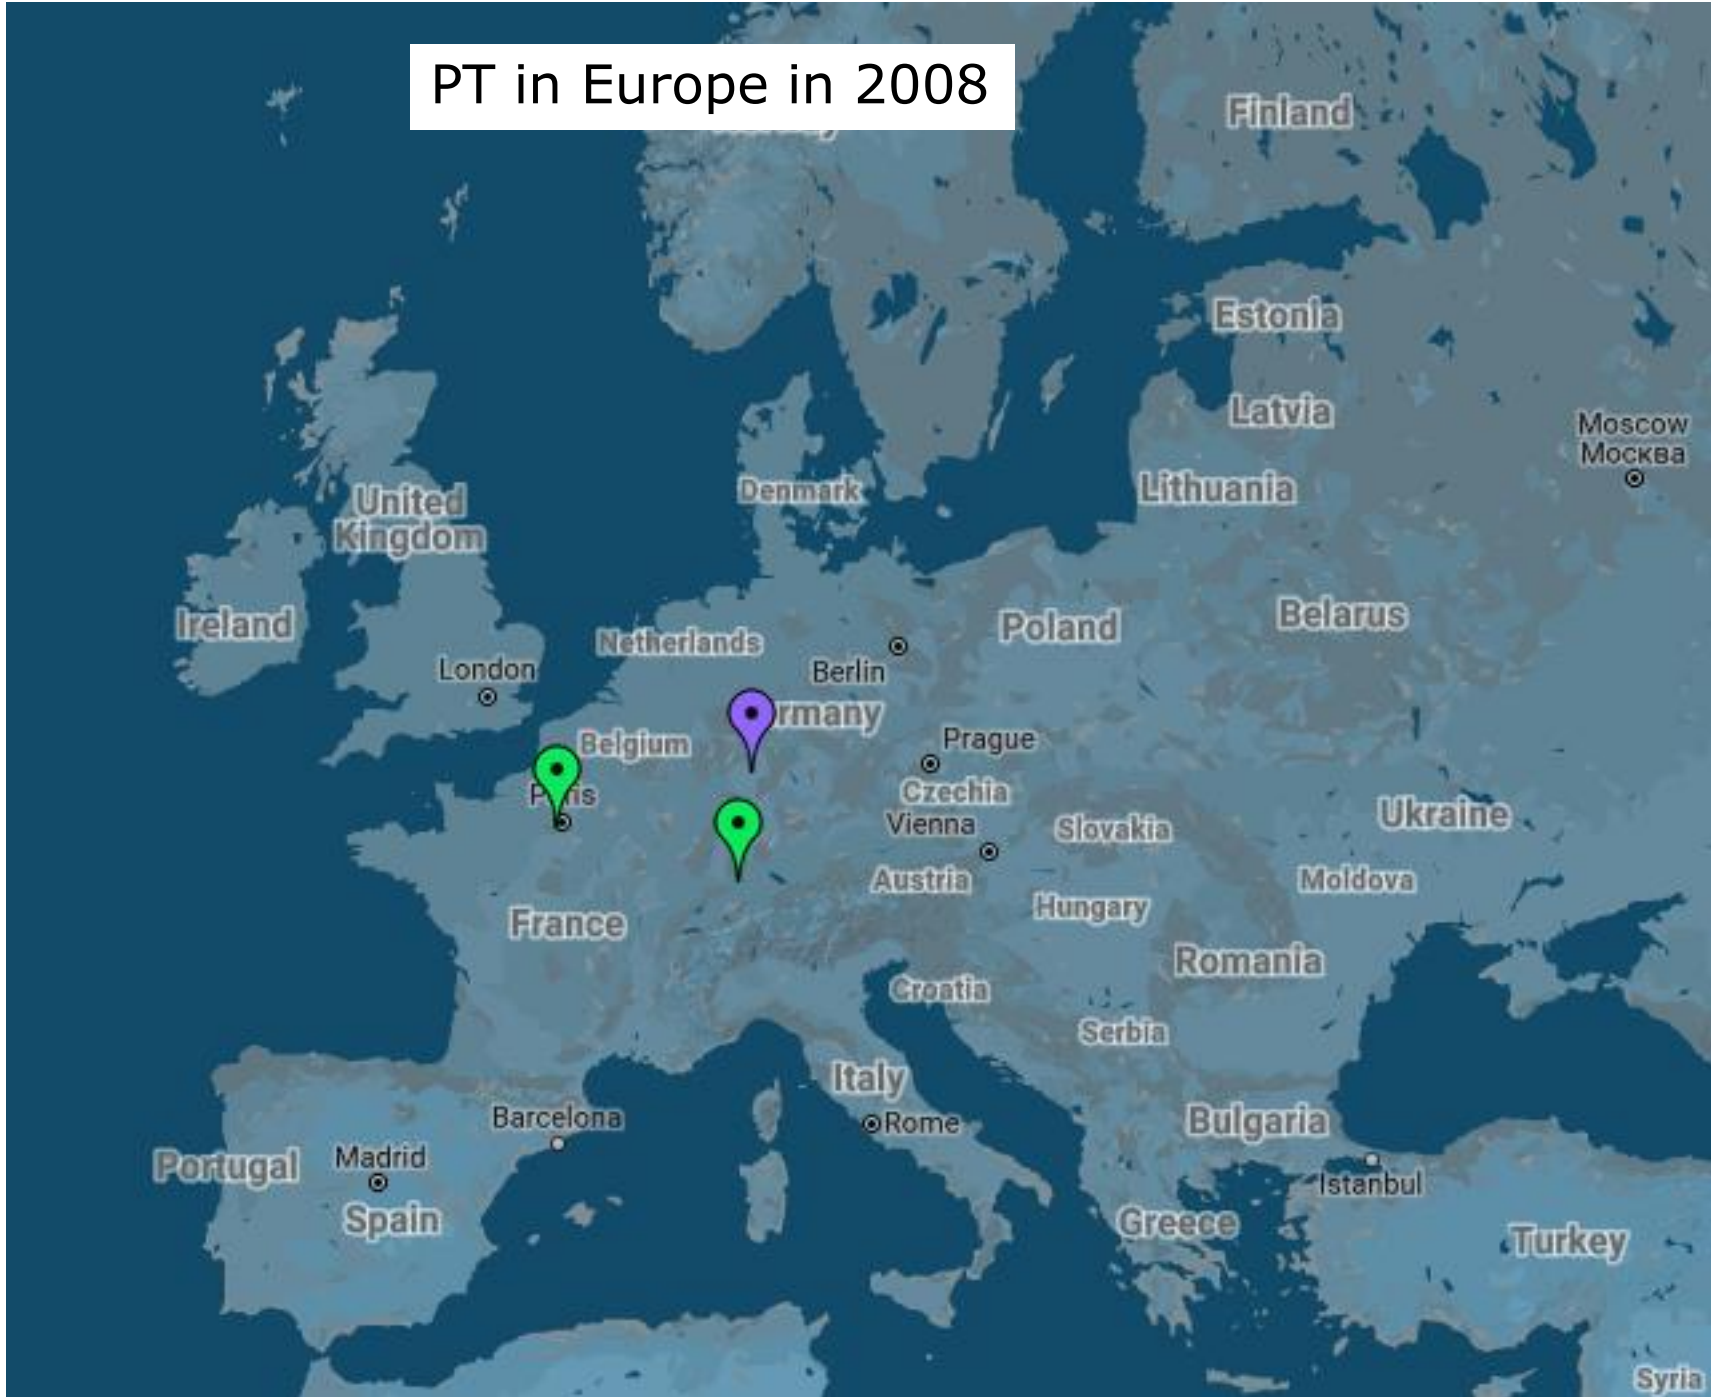 PT in Europe in 2008
Finland
Estonia
Latvia
Moscow
Москва
Lithuania
Denmark
United
Kingdom
Ireland
Netherlands
Poland
Belarus
London
Berlin
rmany
Belgium
Prague
Czechia
Ukraine
Vienna
Slovakia
Austria
Moldova
Hungary
France
Romania
Croatia
Serbia
Italy
Barcelona
Rome
Bulgaria
Portugal
Madrid
Istanbul
Spain
Greece
Turkey
Syria